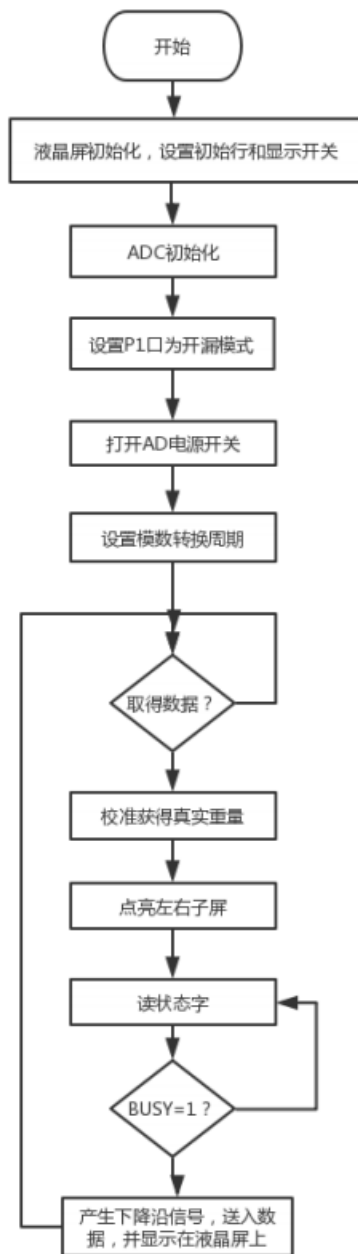 开始
液晶屏初始化，设置初始行和显示开关
ADC初始化
设置P1口为开漏模式
打开AD电源开关
设置模数转换周期
取得数据？
校准获得真实重量
点亮左右子屏
读状态字
BUSY=1？
产生下降沿信号，送入数
据，并显示在液晶屏上